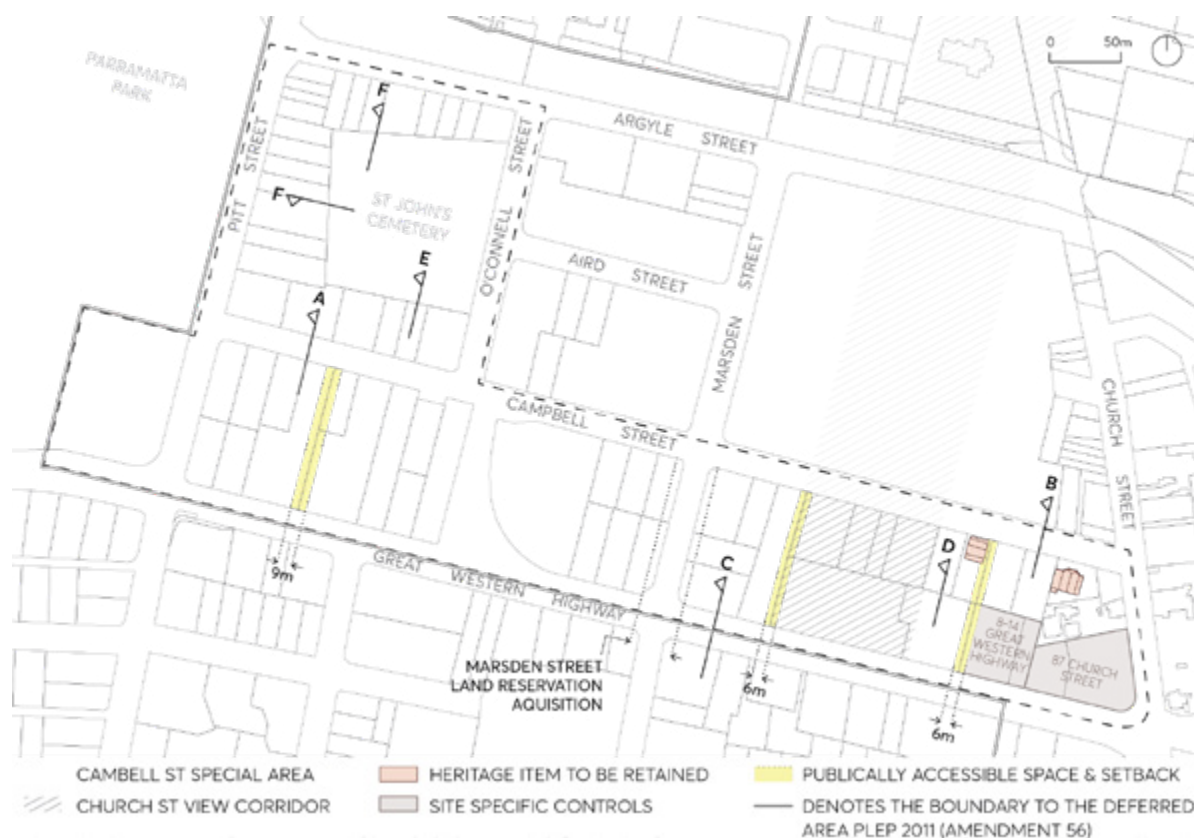 0 50m
PARRAMATTA
PARK
F
ARGYLE STREET
PITT STREET
F
ST JOHN'S
CEMETERY
O'CONNELL STREET
E
AIRD STREET
MARSDEN STREET
A
CAMPBELL STREET
CHURCH STREET
B
D
C
GREAT WESTERN HIGHWAY
9m
8-14
GREAT
WESTERN
HIGHWAY
87 CHURCH
STREET
MARSDEN STREET
LAND RESERVATION
AQUISITION
6m
6m
CAMBELL ST SPECIAL AREA
HERITAGE ITEM TO BE RETAINED
PUBLICALLY ACCESSIBLE SPACE & SETBACK
CHURCH ST VIEW CORRIDOR
SITE SPECIFIC CONTROLS
DENOTES THE BOUNDARY TO THE DEFERRED
AREA PLEP 2011 (AMENDMENT 56)